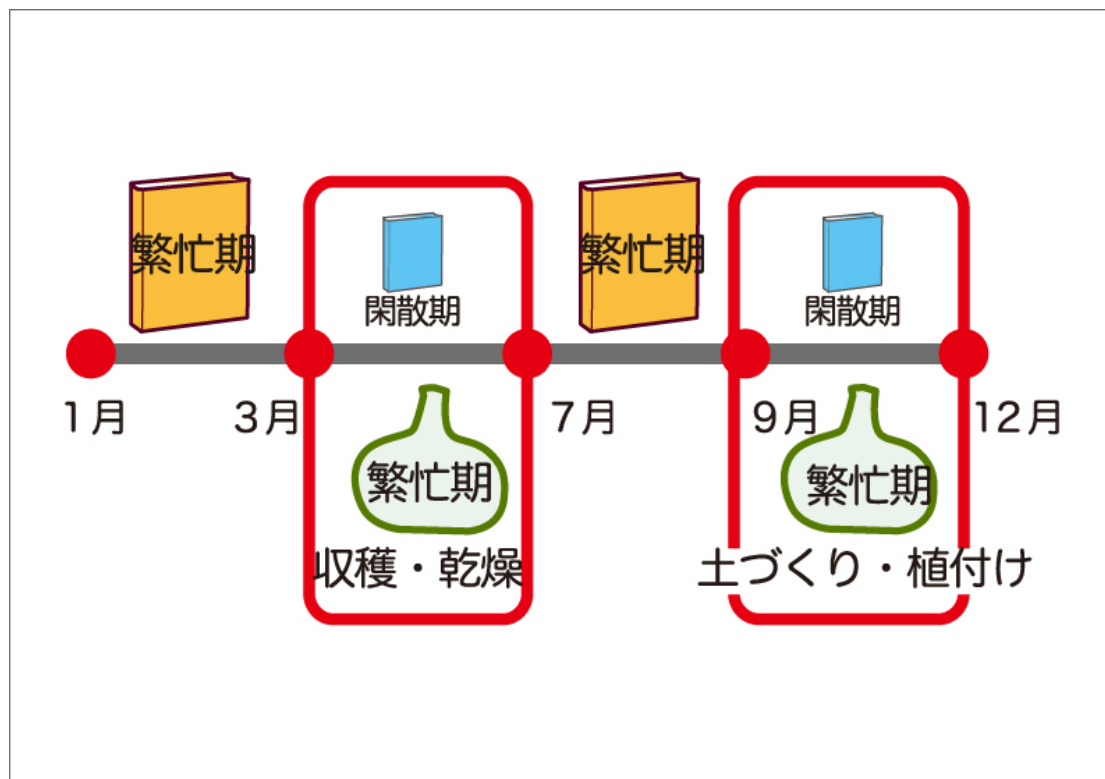 繁忙期
閑散期
繁忙期
閑散期
1月
3月
7月
9月
12月
繁忙期
繁忙期
収穫・乾燥
土づくり・植付け